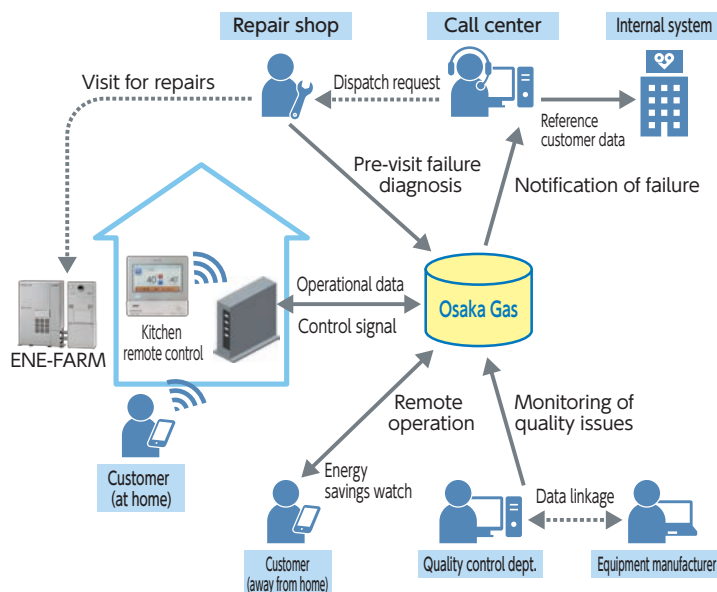 Repair shop
Call center
Internal system
Visit for repairs
Dispatch request
Reference
customer data
Pre-visit failure
diagnosis
Notification of failure
Operational data
Control signal
Osaka Gas
Kitchen
remote control
ENE-FARM
Remote
operation
Monitoring of
quality issues
Customer
(at home)
Energy
savings watch
Data linkage
Customer
(away from home)
Quality control dept.
Equipment manufacturer